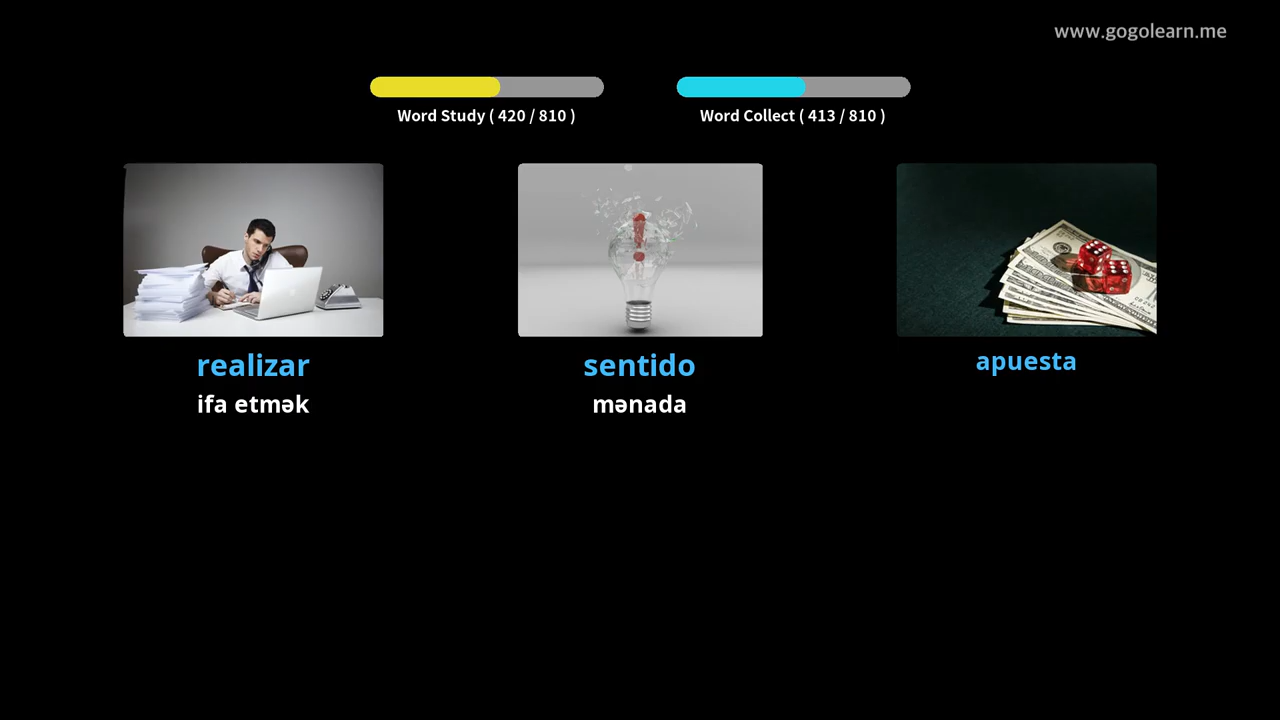 www.gogolearn.me
Word Study ( 420 / 810 )
Word Collect ( 413 / 810 )
realizar
ifa etmək
sentido
mənada
apuesta